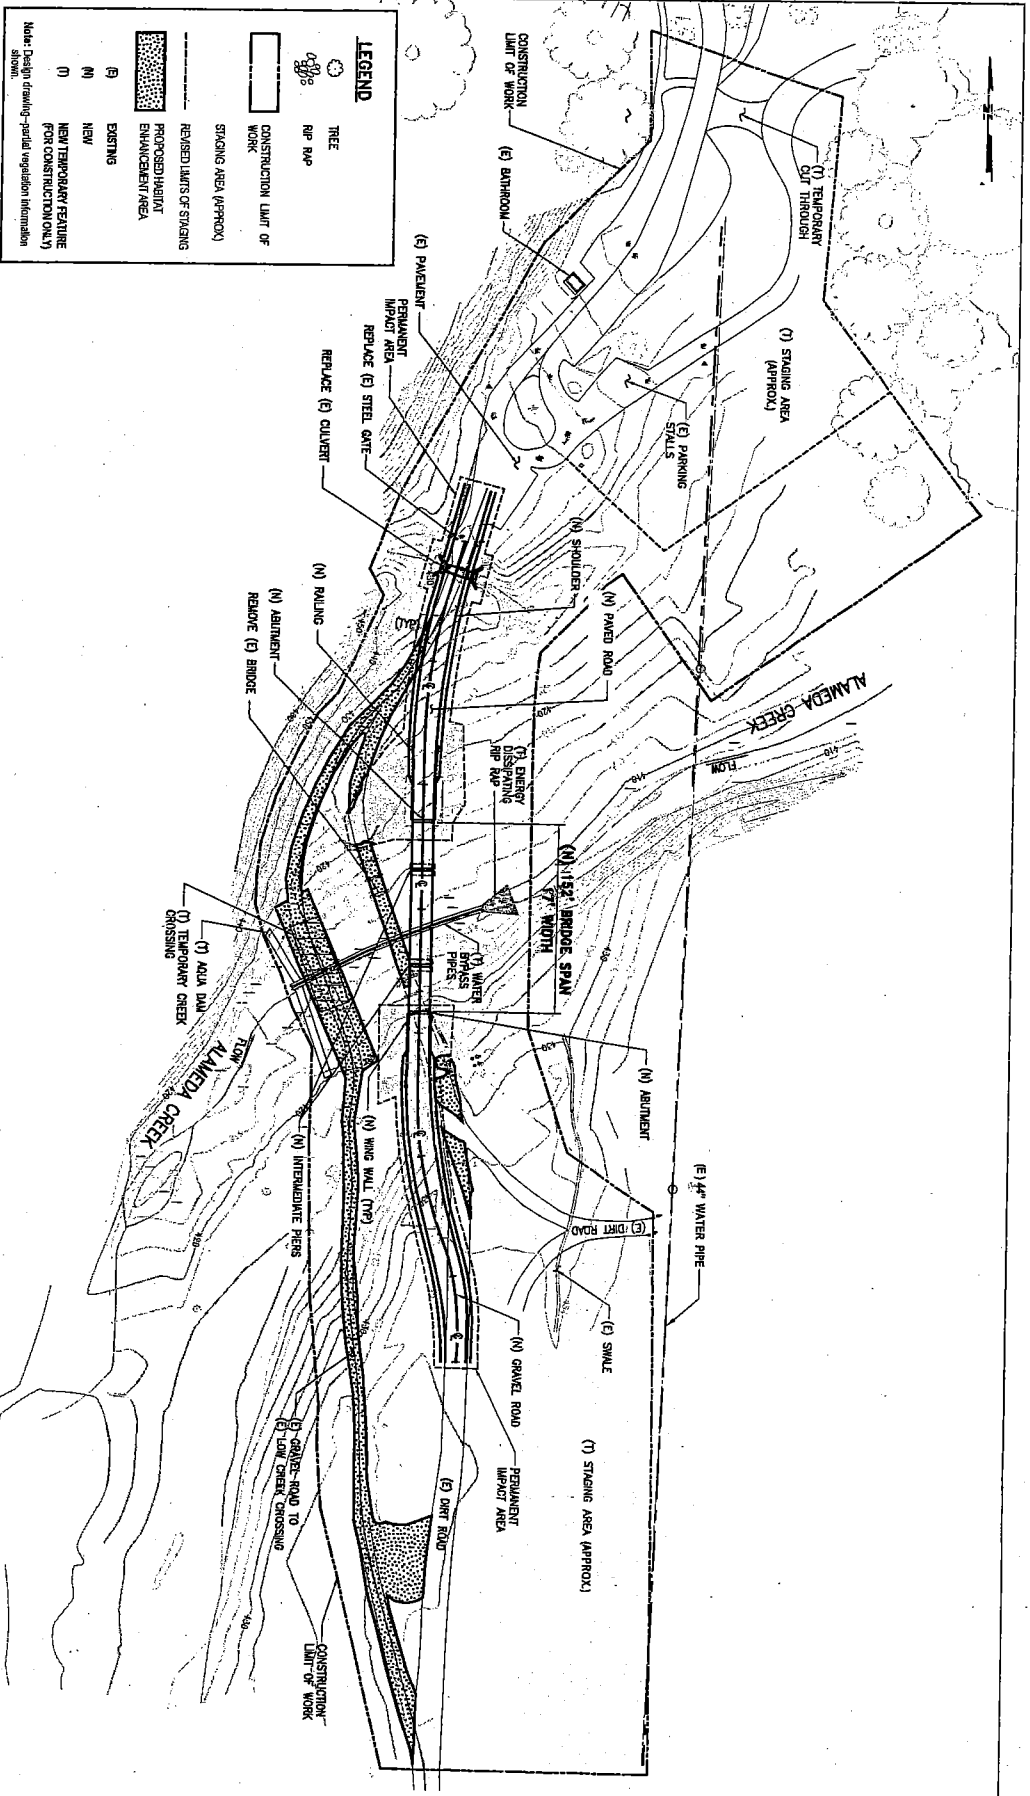 LEGEND
TREE
RIP RAP
CONSTRUCTION LIMIT OF
WORK
STAGING AREA (APPROX)
REVISED LIMITS OF STAGING
PROPOSED HABITAT
ENHANCEMENT AREA
(E) EXISTING
(N) NEW
(T) NEW TEMPORARY FEATURE
(FOR CONSTRUCTION ONLY)
Note: Design drawing--partial vegetation information
shown.
CONSTRUCTION
LIMIT OF WORK
(E) BATHROOM
(T) TEMPORARY
CUT THROUGH
(T) STAGING AREA
(APPROX.)
(E) PARKING
STALLS
(E) PAVEMENT
PERMANENT
IMPACT AREA
REPLACE (E) STEEL GATE
REPLACE (E) CULVERT
(N) SHOULDER
(N) PAVED ROAD
(N) RAILING
(N) ABUTMENT
REMOVE (E) BRIDGE
ALAMEDA CREEK
FLOW
(T) ENERGY
DISSIPATING
RIP RAP
(N) 152' BRIDGE SPAN
(T) WATER
BYPASS
PIPES
(T) AQUA DAM
(T) TEMPORARY CREEK
CROSSING
FLOW
ALAMEDA CREEK
(N) ABUTMENT
(E) 44" WATER PIPE
(N) WING WALL (TYP)
(N) INTERMEDIATE PIERS
(E) DIRT ROAD
(E) SWALE
(N) GRAVEL ROAD
PERMANENT
IMPACT AREA
(T) STAGING AREA (APPROX.)
(E) DIRT ROAD
(E) GRAVEL ROAD TO
(E) LOW CREEK CROSSING
CONSTRUCTION
LIMIT OF WORK